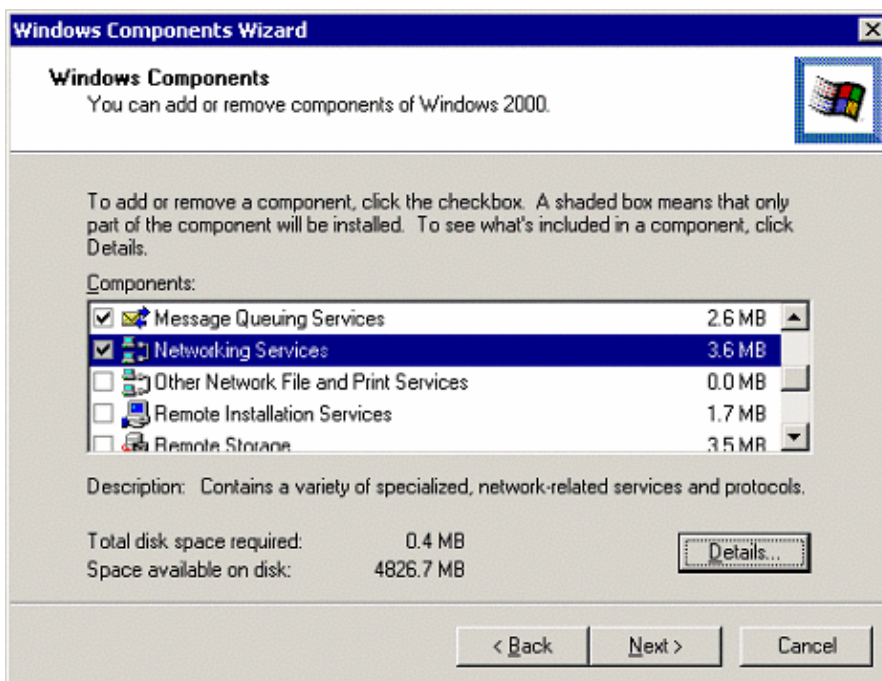 Windows Components Wizard
Windows Components
You can add or remove components of Windows 2000.
To add or remove a component, click the checkbox. A shaded box means that only
part of the component will be installed. To see what's included in a component, click
Details.
Components:
Message Queuing Services 2.6 MB
Networking Services 3.6 MB
Other Network File and Print Services 0.0 MB
Remote Installation Services 1.7 MB
Remote Storage 3.5 MB
Description: Contains a variety of specialized, network-related services and protocols.
Total disk space required: 0.4 MB
Space available on disk: 4826.7 MB
Details...
< Back Next > Cancel